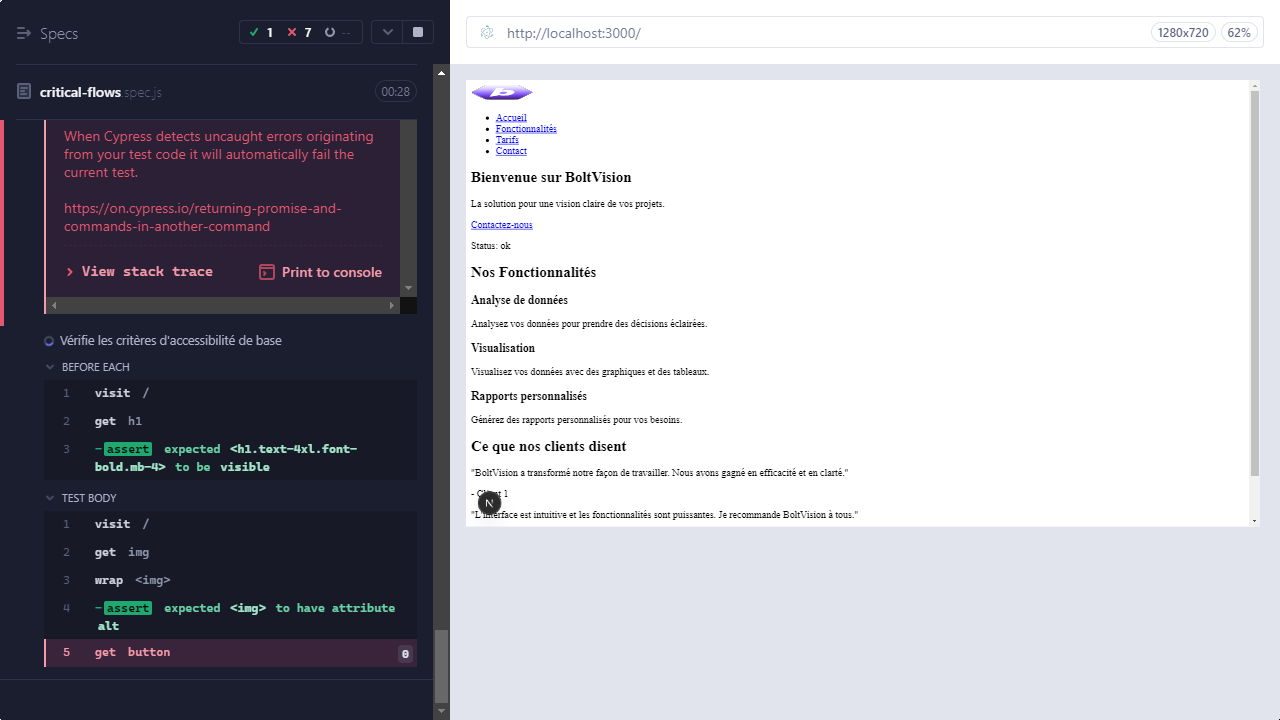 Specs
1
7
--
critical-flows.spec.js
00:28
When Cypress detects uncaught errors originating
from your test code it will automatically fail the
current test.
https://on.cypress.io/returning-promise-and-
commands-in-another-command
View stack trace
Print to console
Vérifie les critères d'accessibilité de base
BEFORE EACH
1 visit /
2 get h1
3 -assert expected <h1.text-4xl.font-
bold.mb-4> to be visible
TEST BODY
1 visit /
2 get img
3 wrap <img>
4 -assert expected <img> to have attribute
alt
5 get button 0
http://localhost:3000/
1280x720
62%
b
Accueil
Fonctionnalités
Tarifs
Contact
Bienvenue sur BoltVision
La solution pour une vision claire de vos projets.
Contactez-nous
Status: ok
Nos Fonctionnalités
Analyse de données
Analysez vos données pour prendre des décisions éclairées.
Visualisation
Visualisez vos données avec des graphiques et des tableaux.
Rapports personnalisés
Générez des rapports personnalisés pour vos besoins.
Ce que nos clients disent
"BoltVision a transformé notre façon de travailler. Nous avons gagné en efficacité et en clarté."
- Client 1
N
"L'interface est intuitive et les fonctionnalités sont puissantes. Je recommande BoltVision à tous."